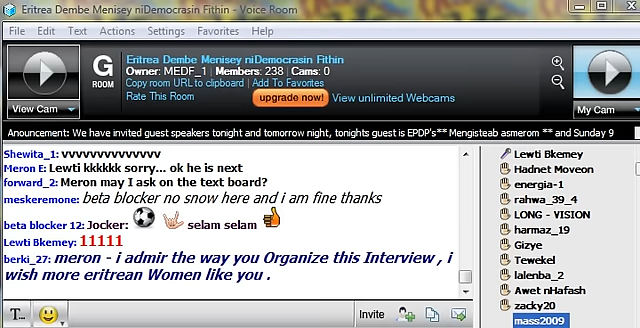 Eritrea Dembe Menisey niDemocrasin Fithin - Voice Room
File Edit Text Actions Settings Favorites Help
View Cam
G
ROOM
Eritrea Dembe Menisey niDemocrasin Fithin
Owner: MEDF_1 | Members: 238 | Cams: 0
Copy room URL to clipboard | Add To Favorites
Rate This Room
upgrade now! View unlimited Webcams
My Cam
Anouncement: We have invited guest speakers tonight and tomorrow night, tonights guest is EPDP's** Mengisteab asmerom ** and Sunday 9
Shewita_1: vvvvvvvvvvvvvv
Meron E: Lewti kkkkkk sorry... ok he is next
forward_2: Meron may I ask on the text board?
meskeremone: beta blocker no snow here and i am fine thanks
beta blocker 12: Jocker: selam selam
Lewti Bkemey: 11111
berki_27: meron - i admir the way you Organize this Interview , i
wish more eritrean Women like you .
T...
Invite
Lewti Bkemey
Hadnet Moveon
energia-1
rahwa_39_4
LONG - VISION
harmaz_19
Gizye
Tewekel
lalenba_2
Awet nHafash
zacky20
mass2009